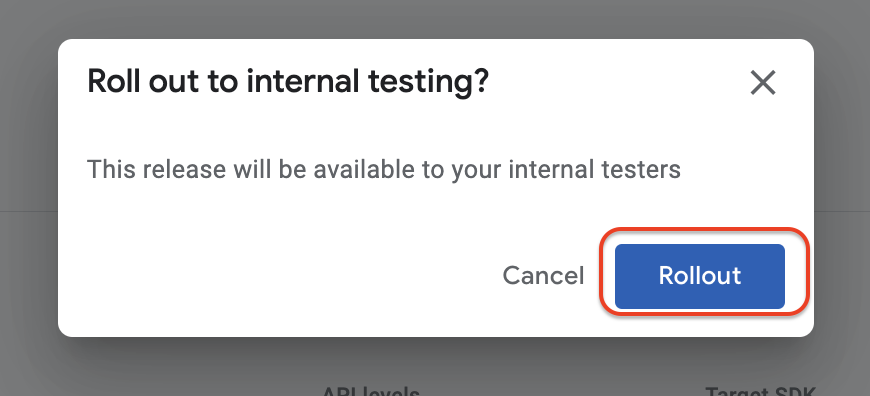 Roll out to internal testing?
This release will be available to your internal testers
Cancel
Rollout
API levels
Target SDK